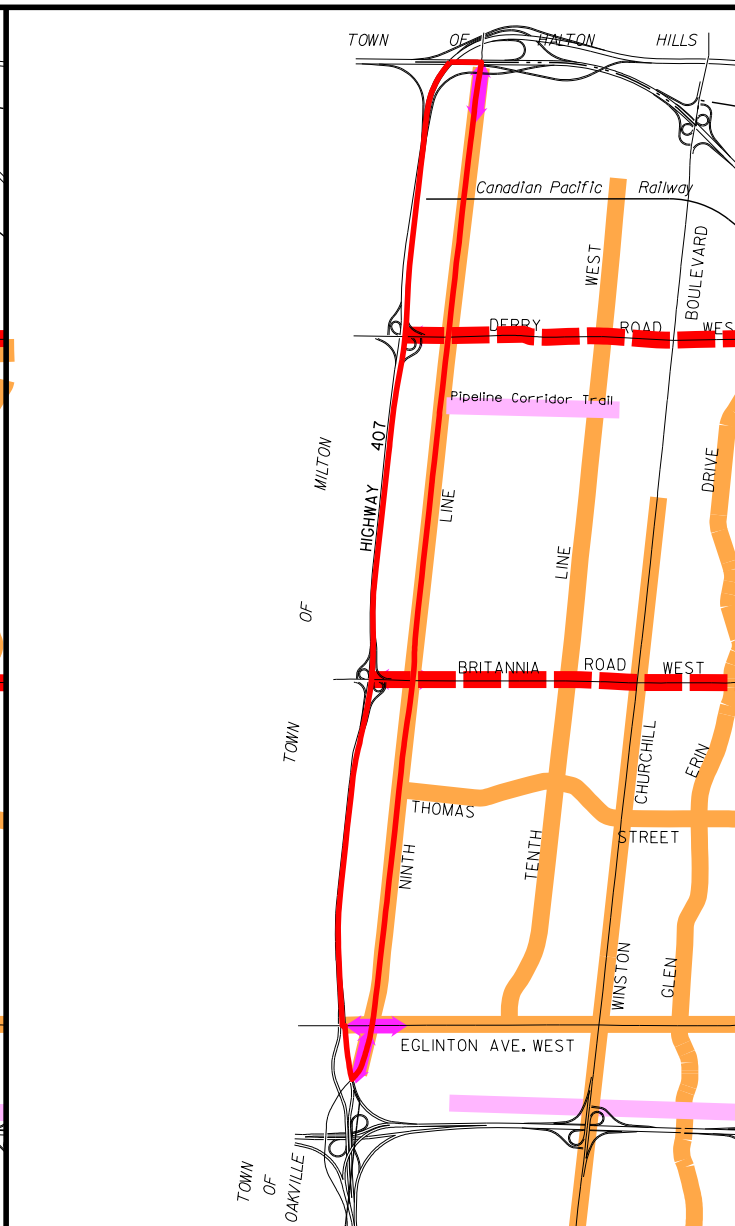 TOWN OF HALTON HILLS
Canadian Pacific Railway
WEST
BOULEVARD
DERRY ROAD WES
Pipeline Corridor Trail
MILTON
407
HIGHWAY
LINE
DRIVE
LINE
OF
BRITANNIA ROAD WEST
TOWN
CHURCHILL
ERIN
THOMAS
STREET
NINTH
TENTH
WINSTON
GLEN
EGLINTON AVE. WEST
TOWN
OF
OAKVILLE